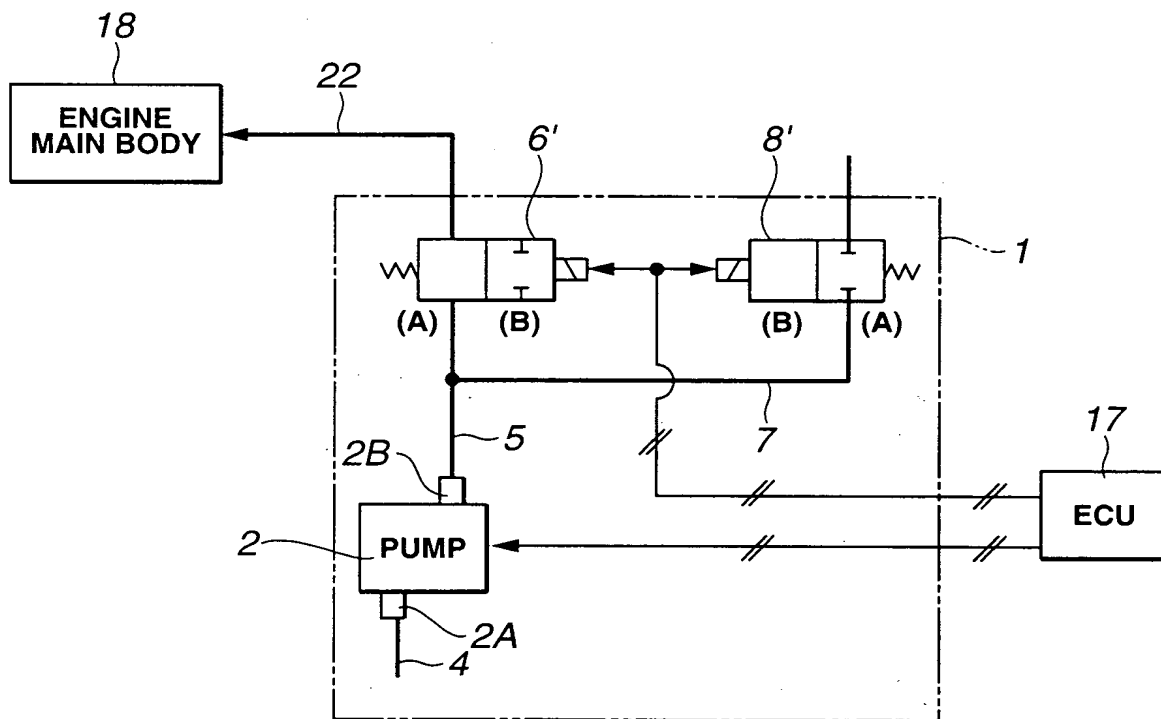 18
ENGINE
MAIN BODY
22
6'
8'
1
(A) (B)
(B) (A)
5
7
2B
17
2
PUMP
ECU
2A
4